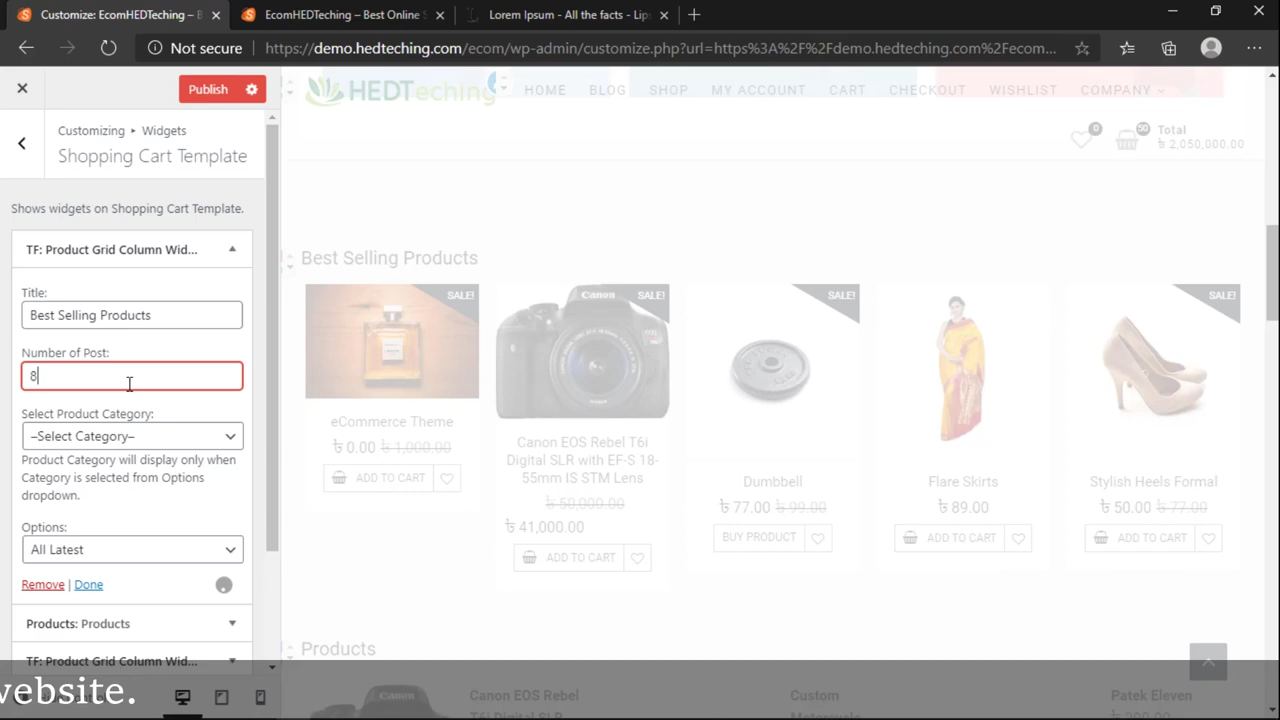 Customize: EcomHEDTeching – B
EcomHEDTeching – Best Online S
Lorem Ipsum - All the facts - Lips
Not secure
https://demo.hedteching.com/ecom/wp-admin/customize.php?url=https%3A%2F%2Fdemo.hedteching.com%2Fecom...
Publish
Customizing ▸ Widgets
Shopping Cart Template
Shows widgets on Shopping Cart Template.
TF: Product Grid Column Wid...
Title:
Best Selling Products
Number of Post:
8
Select Product Category:
–Select Category–
Product Category will display only when
Category is selected from Options
dropdown.
Options:
All Latest
Remove | Done
Products: Products
TF: Product Grid Column Wid...
website.
HEDTeching
HOME BLOG SHOP MY ACCOUNT CART CHECKOUT WISHLIST COMPANY
0
50
Total
৳ 2,050,000.00
Best Selling Products
SALE!
eCommerce Theme
৳ 0.00 ৳ 1,000.00
ADD TO CART
Canon
SALE!
Canon EOS Rebel T6i
Digital SLR with EF-S 18-
55mm IS STM Lens
৳ 50,009.00
৳ 41,000.00
ADD TO CART
SALE!
Dumbbell
৳ 77.00 ৳ 99.00
BUY PRODUCT
Flare Skirts
৳ 89.00
ADD TO CART
SALE!
Stylish Heels Formal
৳ 50.00 ৳ 77.00
ADD TO CART
Products
Canon
Canon EOS Rebel
Custom
Patek Eleven